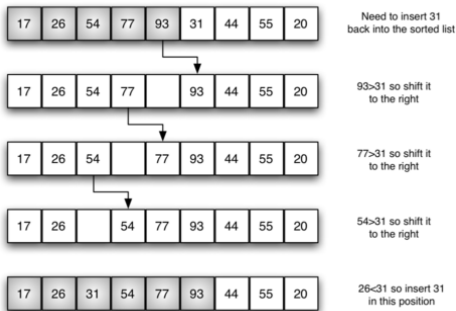 17 26 54 77 93 31 44 55 20
Need to insert 31
back into the sorted list
17 26 54 77 93 44 55 20
93>31 so shift it
to the right
17 26 54 77 93 44 55 20
77>31 so shift it
to the right
17 26 54 77 93 44 55 20
54>31 so shift it
to the right
17 26 31 54 77 93 44 55 20
26<31 so insert 31
in this position